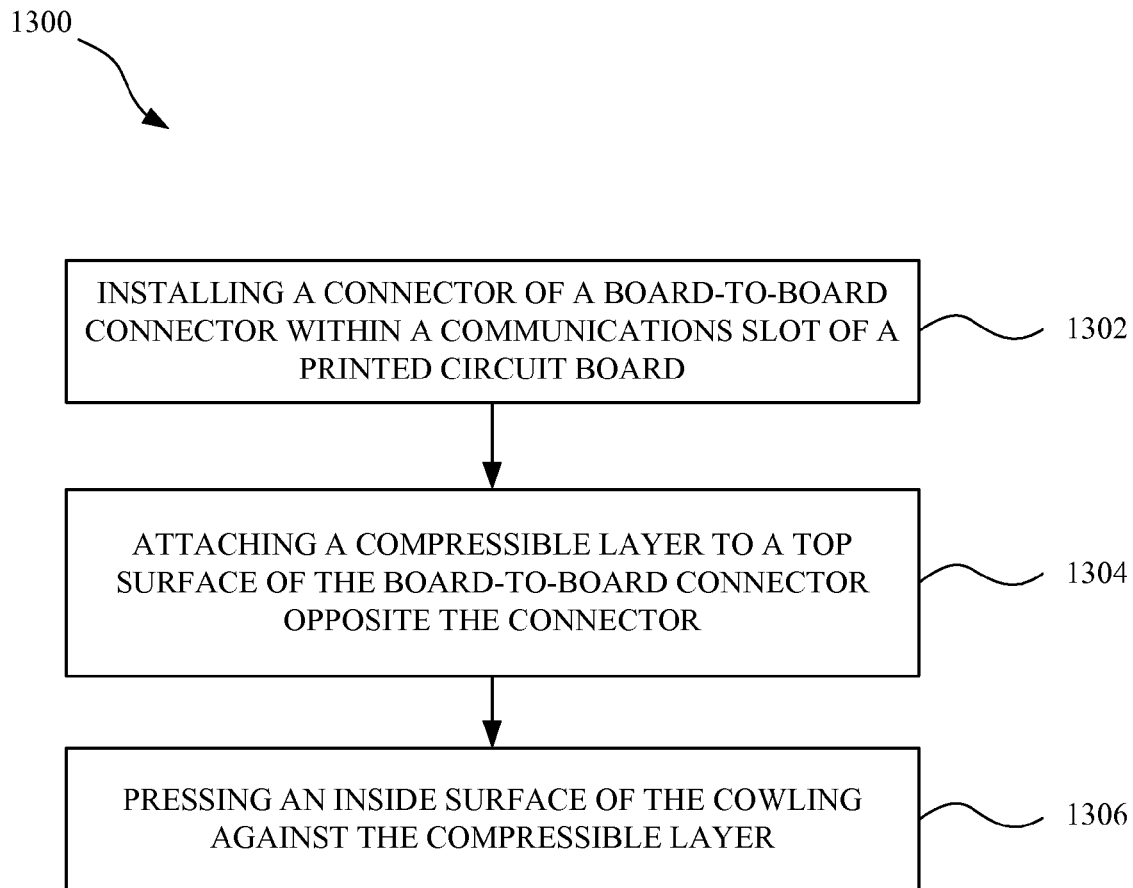 1300
INSTALLING A CONNECTOR OF A BOARD-TO-BOARD
CONNECTOR WITHIN A COMMUNICATIONS SLOT OF A
PRINTED CIRCUIT BOARD
1302
ATTACHING A COMPRESSIBLE LAYER TO A TOP
SURFACE OF THE BOARD-TO-BOARD CONNECTOR
OPPOSITE THE CONNECTOR
1304
PRESSING AN INSIDE SURFACE OF THE COWLING
AGAINST THE COMPRESSIBLE LAYER
1306